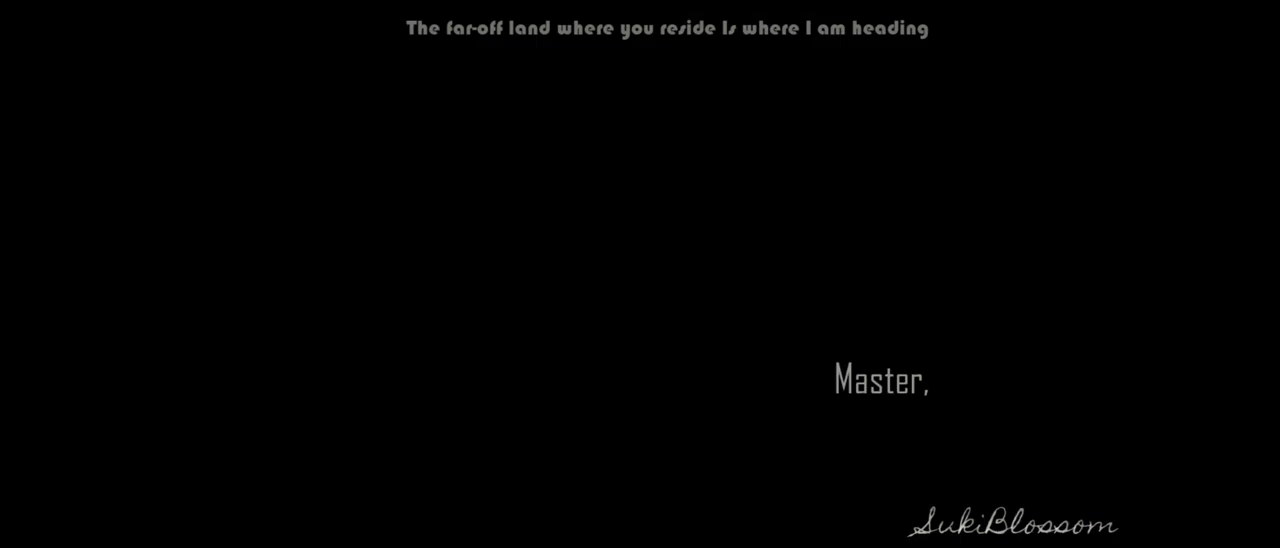 The far-off land where you reside Is where I am heading
Master,
SukiBlossom